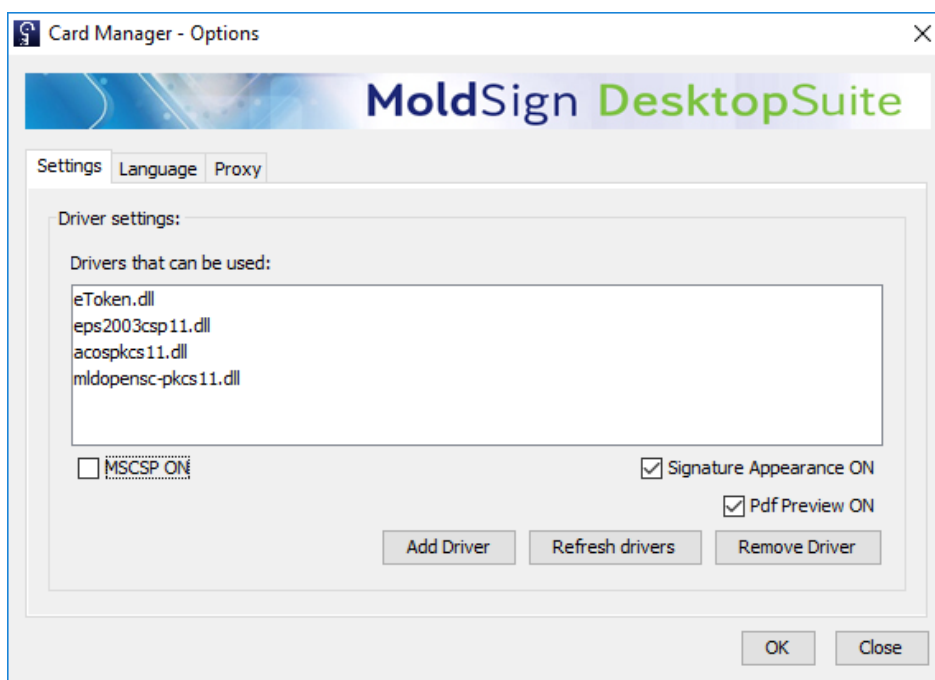 Card Manager - Options
MoldSign DesktopSuite
Settings Language Proxy
Driver settings:
Drivers that can be used:
eToken.dll
eps2003csp11.dll
acospkcs11.dll
mldopensc-pkcs11.dll
MSCSP ON Signature Appearance ON
Pdf Preview ON
Add Driver Refresh drivers Remove Driver
OK Close